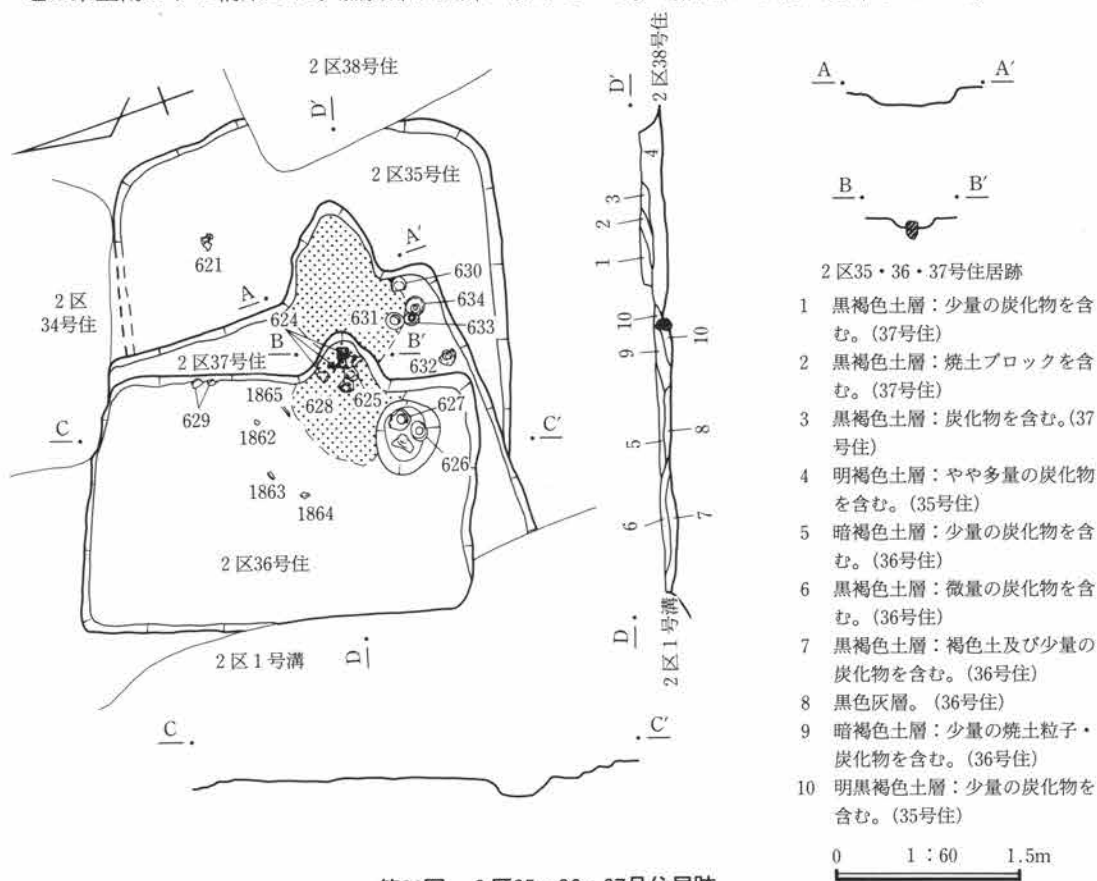 2区38号住
D′
2区35号住
621
A′
630
634
A
2区
34号住
624
631
633
B
B′
632
2区37号住
1865
628
625
627
629
C
C′
1862
626
1863
1864
2区36号住
2区1号溝
D
C
C′
2区38号住
D′
4
3
2
1
10
10
9
8
5
7
6
D
2区1号溝
A
A′
B
B′
2区35・36・37号住居跡
1 黒褐色土層：少量の炭化物を含
む。(37号住)
2 黒褐色土層：焼土ブロックを含
む。(37号住)
3 黒褐色土層：炭化物を含む。(37
号住)
4 明褐色土層：やや多量の炭化物
を含む。(35号住)
5 暗褐色土層：少量の炭化物を含
む。(36号住)
6 黒褐色土層：微量の炭化物を含
む。(36号住)
7 黒褐色土層：褐色土及び少量の
炭化物を含む。(36号住)
8 黒色灰層。(36号住)
9 暗褐色土層：少量の焼土粒子・
炭化物を含む。(36号住)
10 明黒褐色土層：少量の炭化物を
含む。(35号住)
0 1：60 1.5m